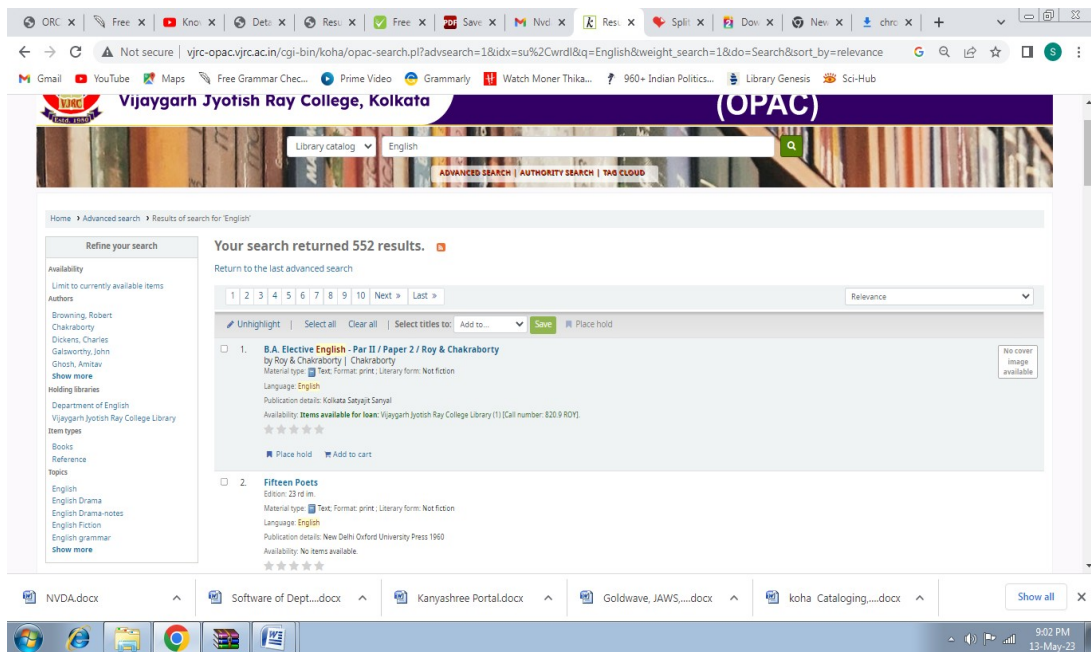 ORC
Free
Kno
Deta
Resu
Free
PDF Save
Nvd
k Resu
Split
Dow
New
chro
Not secure | vjrc-opac.vjrc.ac.in/cgi-bin/koha/opac-search.pl?advsearch=1&idx=su%2Cwrdl&q=English&weight_search=1&do=Search&sort_by=relevance
S
Gmail YouTube Maps Free Grammar Chec... Prime Video Grammarly Watch Moner Thika... 960+ Indian Politics... Library Genesis Sci-Hub
VJRC
Estd. 1950
Vijaygarh Jyotish Ray College, Kolkata
(OPAC)
Library catalog English
ADVANCED SEARCH | AUTHORITY SEARCH | TAG CLOUD
Home Advanced search Results of search for 'English'
Refine your search
Availability
Limit to currently available items
Authors
Browning, Robert
Chakraborty
Dickens, Charles
Galsworthy, John
Ghosh, Amitav
Show more
Holding libraries
Department of English
Vijaygarh Jyotish Ray College Library
Item types
Books
Reference
Topics
English
English Drama
English Drama-notes
English Fiction
English grammar
Show more
Your search returned 552 results.
Return to the last advanced search
1 2 3 4 5 6 7 8 9 10 Next » Last »
Relevance
Unhighlight | Select all Clear all | Select titles to: Add to... Save Place hold
1. B.A. Elective English - Par II / Paper 2 / Roy & Chakraborty
by Roy & Chakraborty | Chakraborty
Material type: Text; Format: print ; Literary form: Not fiction
Language: English
Publication details: Kolkata Satyajit Sanyal
Availability: Items available for loan: Vijaygarh Jyotish Ray College Library (1) [Call number: 820.9 ROY].
Place hold Add to cart
No cover
image
available
2. Fifteen Poets
Edition: 23 rd im.
Material type: Text; Format: print ; Literary form: Not fiction
Language: English
Publication details: New Delhi Oxford University Press 1960
Availability: No items available.
NVDA.docx
Software of Dept....docx
Kanyashree Portal.docx
Goldwave, JAWS,....docx
koha Cataloging,....docx
Show all
9:02 PM
13-May-23